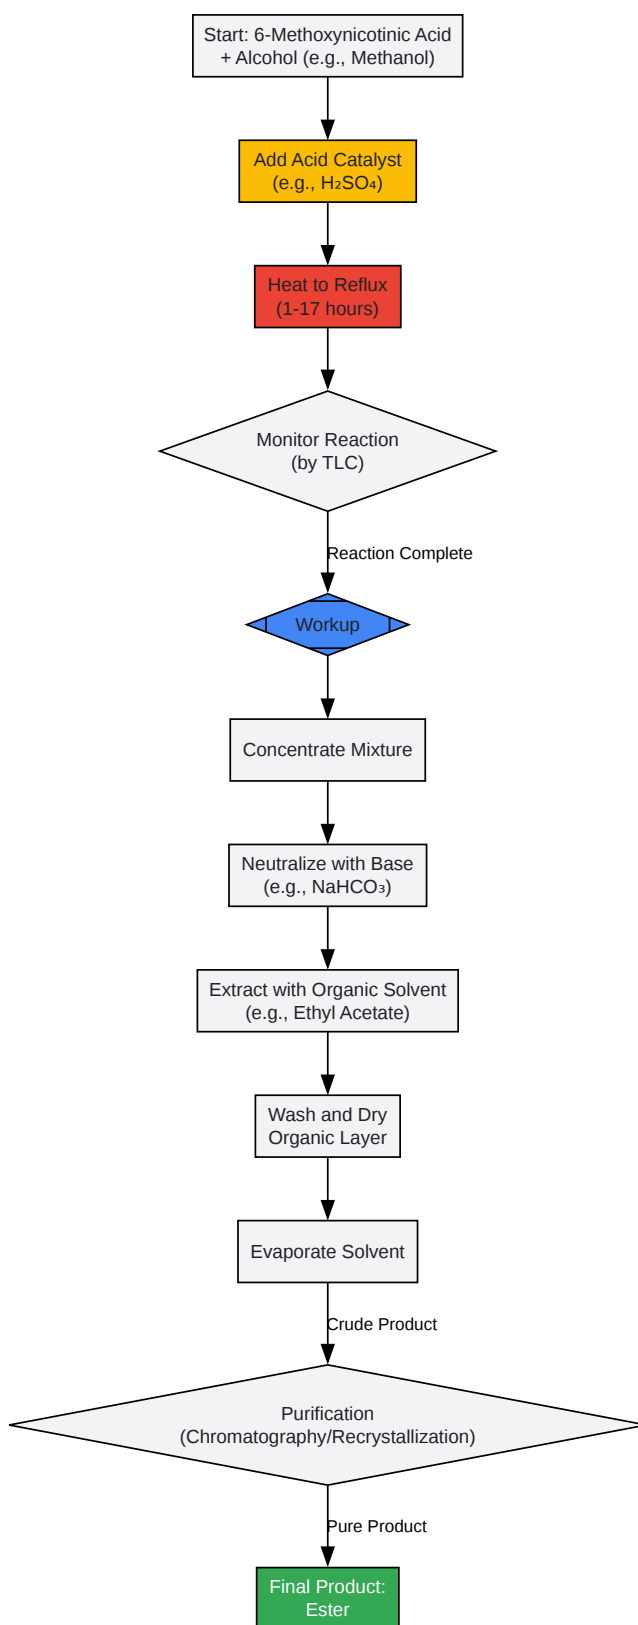 Start: 6-Methoxynicotinic Acid
+ Alcohol (e.g., Methanol)
Add Acid Catalyst
(e.g., H₂SO₄)
Heat to Reflux
(1-17 hours)
Monitor Reaction
(by TLC)
Reaction Complete
Workup
Concentrate Mixture
Neutralize with Base
(e.g., NaHCO₃)
Extract with Organic Solvent
(e.g., Ethyl Acetate)
Wash and Dry
Organic Layer
Evaporate Solvent
Crude Product
Purification
(Chromatography/Recrystallization)
Pure Product
Final Product:
Ester